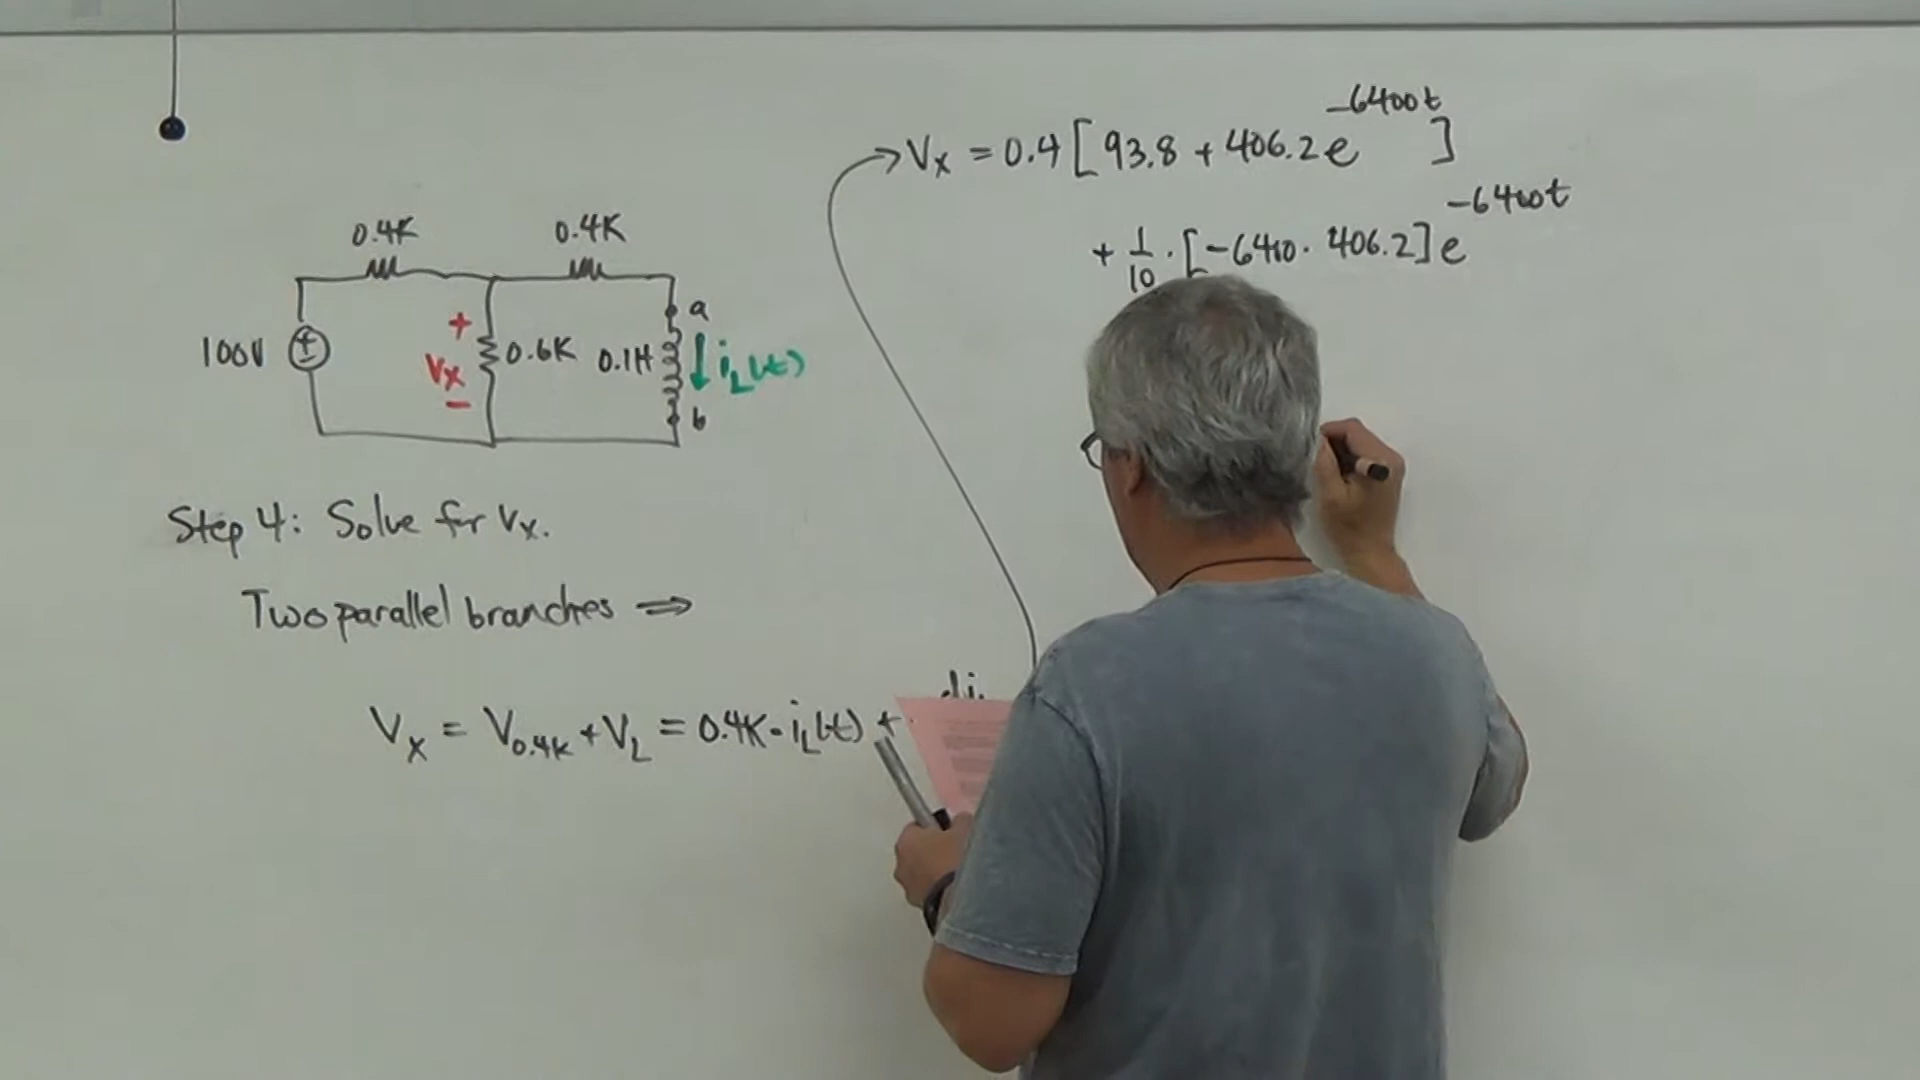 0.4K 0.4K
100V + Vx - 0.6K 0.1H a iL(t) b
Step 4: Solve for Vx.
Two parallel branches ⇒
Vx = V0.4K + VL = 0.4K · iL(t) +
Vx = 0.4 [ 93.8 + 406.2 e^-6400t ]
+ 1/10 · [ -6400 · 406.2 ] e^-6400t